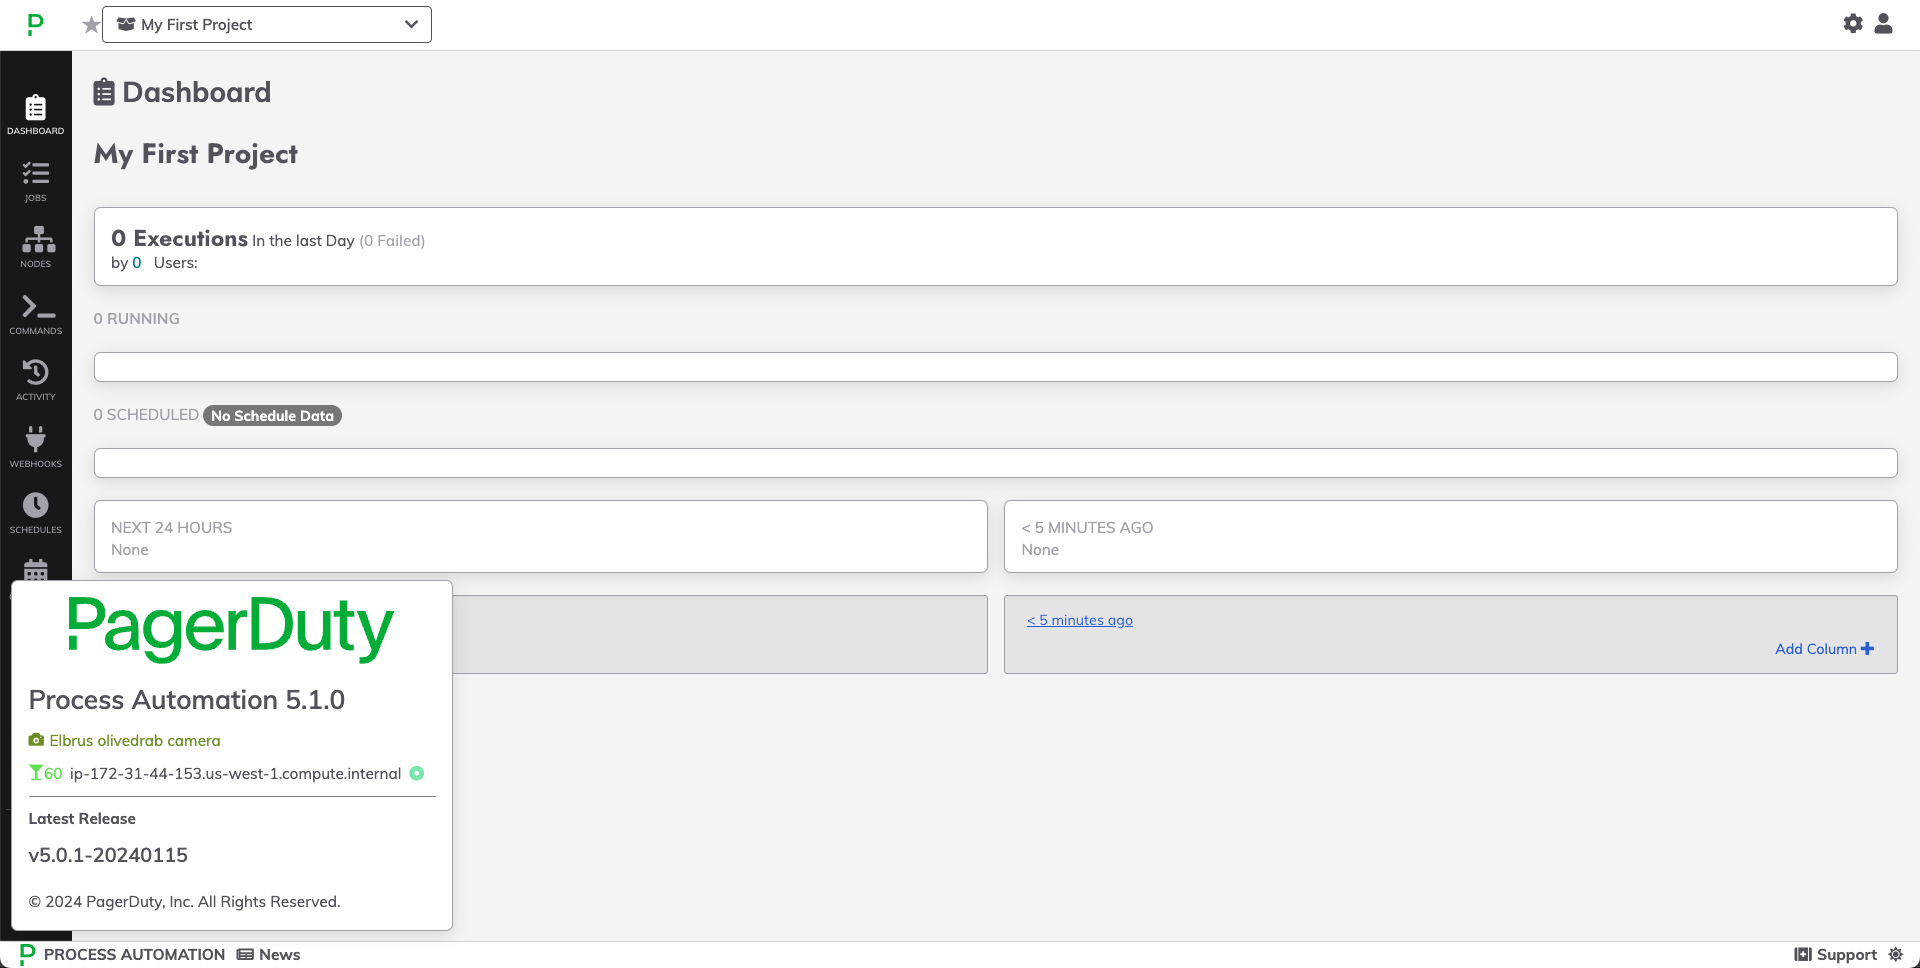 My First Project
DASHBOARD
JOBS
NODES
COMMANDS
ACTIVITY
WEBHOOKS
SCHEDULES
Dashboard
My First Project
0 Executions In the last Day (0 Failed)
by 0 Users:
0 RUNNING
0 SCHEDULED No Schedule Data
NEXT 24 HOURS
None
< 5 MINUTES AGO
None
< 5 minutes ago
Add Column
PagerDuty
Process Automation 5.1.0
Elbrus olivedrab camera
60 ip-172-31-44-153.us-west-1.compute.internal
Latest Release
v5.0.1-20240115
© 2024 PagerDuty, Inc. All Rights Reserved.
PROCESS AUTOMATION News
Support